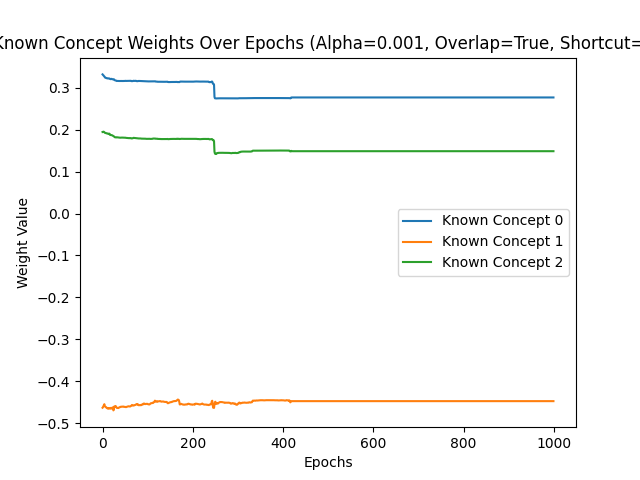 Known Concept Weights Over Epochs (Alpha=0.001, Overlap=True, Shortcut=
Weight Value
0.3
0.2
0.1
0.0
−0.1
−0.2
−0.3
−0.4
−0.5
Known Concept 0
Known Concept 1
Known Concept 2
0 200 400 600 800 1000
Epochs